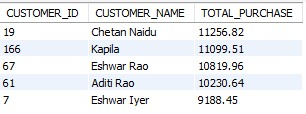 CUSTOMER_ID CUSTOMER_NAME TOTAL_PURCHASE
19 Chetan Naidu 11256.82
166 Kapila 11099.51
67 Eshwar Rao 10819.96
61 Aditi Rao 10230.64
7 Eshwar Iyer 9188.45